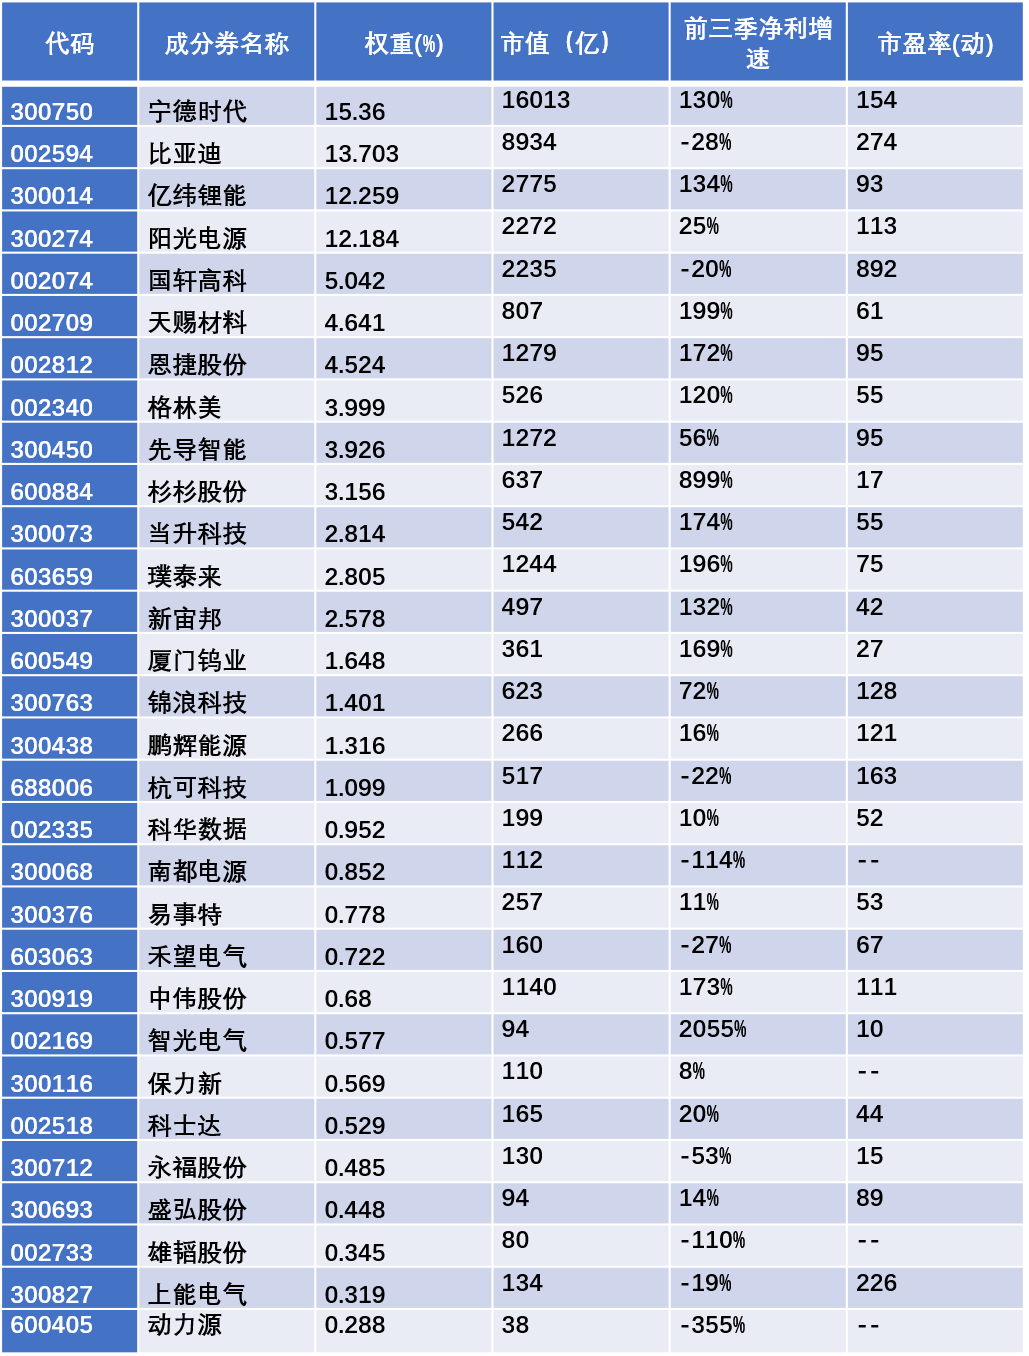 代码 成分券名称 权重(%) 市值（亿） 前三季净利增速 市盈率(动)
300750 宁德时代 15.36 16013 130% 154
002594 比亚迪 13.703 8934 -28% 274
300014 亿纬锂能 12.259 2775 134% 93
300274 阳光电源 12.184 2272 25% 113
002074 国轩高科 5.042 2235 -20% 892
002709 天赐材料 4.641 807 199% 61
002812 恩捷股份 4.524 1279 172% 95
002340 格林美 3.999 526 120% 55
300450 先导智能 3.926 1272 56% 95
600884 杉杉股份 3.156 637 899% 17
300073 当升科技 2.814 542 174% 55
603659 璞泰来 2.805 1244 196% 75
300037 新宙邦 2.578 497 132% 42
600549 厦门钨业 1.648 361 169% 27
300763 锦浪科技 1.401 623 72% 128
300438 鹏辉能源 1.316 266 16% 121
688006 杭可科技 1.099 517 -22% 163
002335 科华数据 0.952 199 10% 52
300068 南都电源 0.852 112 -114% --
300376 易事特 0.778 257 11% 53
603063 禾望电气 0.722 160 -27% 67
300919 中伟股份 0.68 1140 173% 111
002169 智光电气 0.577 94 2055% 10
300116 保力新 0.569 110 8% --
002518 科士达 0.529 165 20% 44
300712 永福股份 0.485 130 -53% 15
300693 盛弘股份 0.448 94 14% 89
002733 雄韬股份 0.345 80 -110% --
300827 上能电气 0.319 134 -19% 226
600405 动力源 0.288 38 -355% --